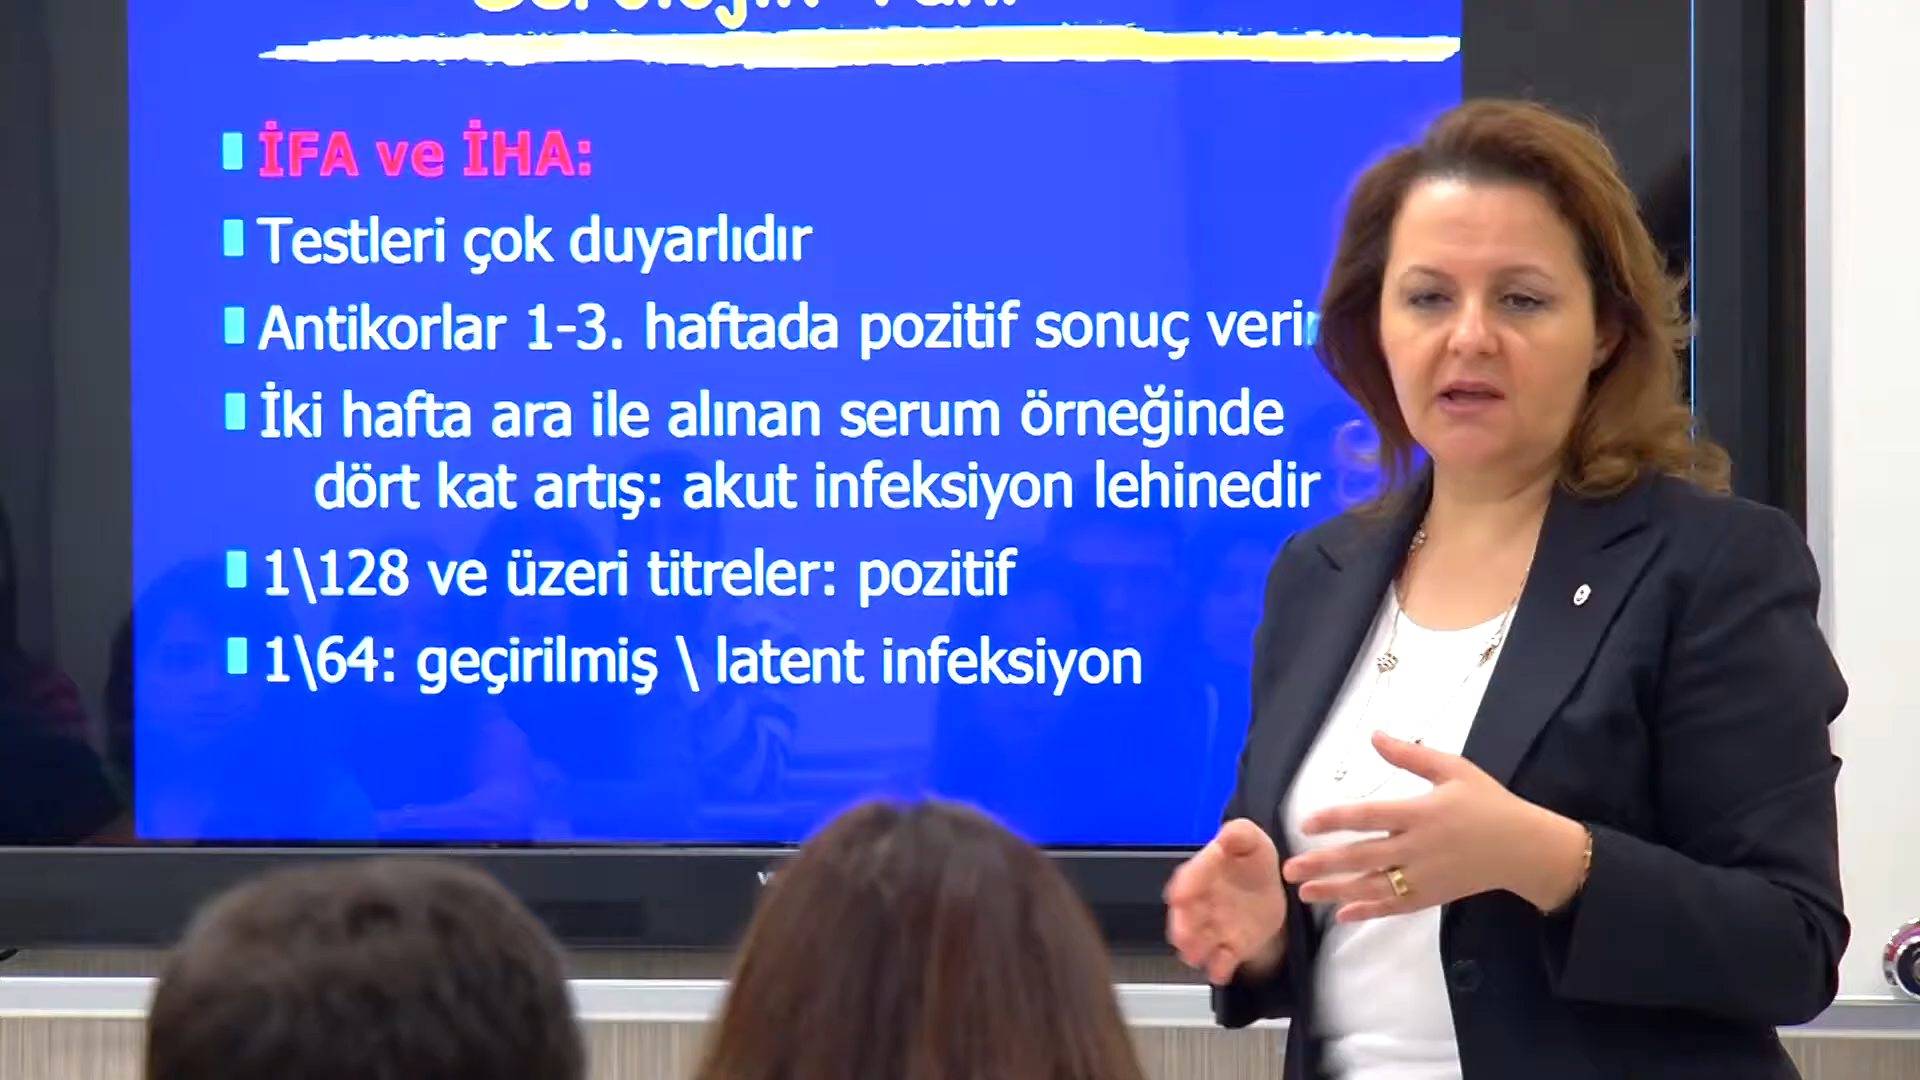 İFA ve İHA:
Testleri çok duyarlıdır
Antikorlar 1-3. haftada pozitif sonuç verir
İki hafta ara ile alınan serum örneğinde
dört kat artış: akut infeksiyon lehinedir
1\128 ve üzeri titreler: pozitif
1\64: geçirilmiş \ latent infeksiyon